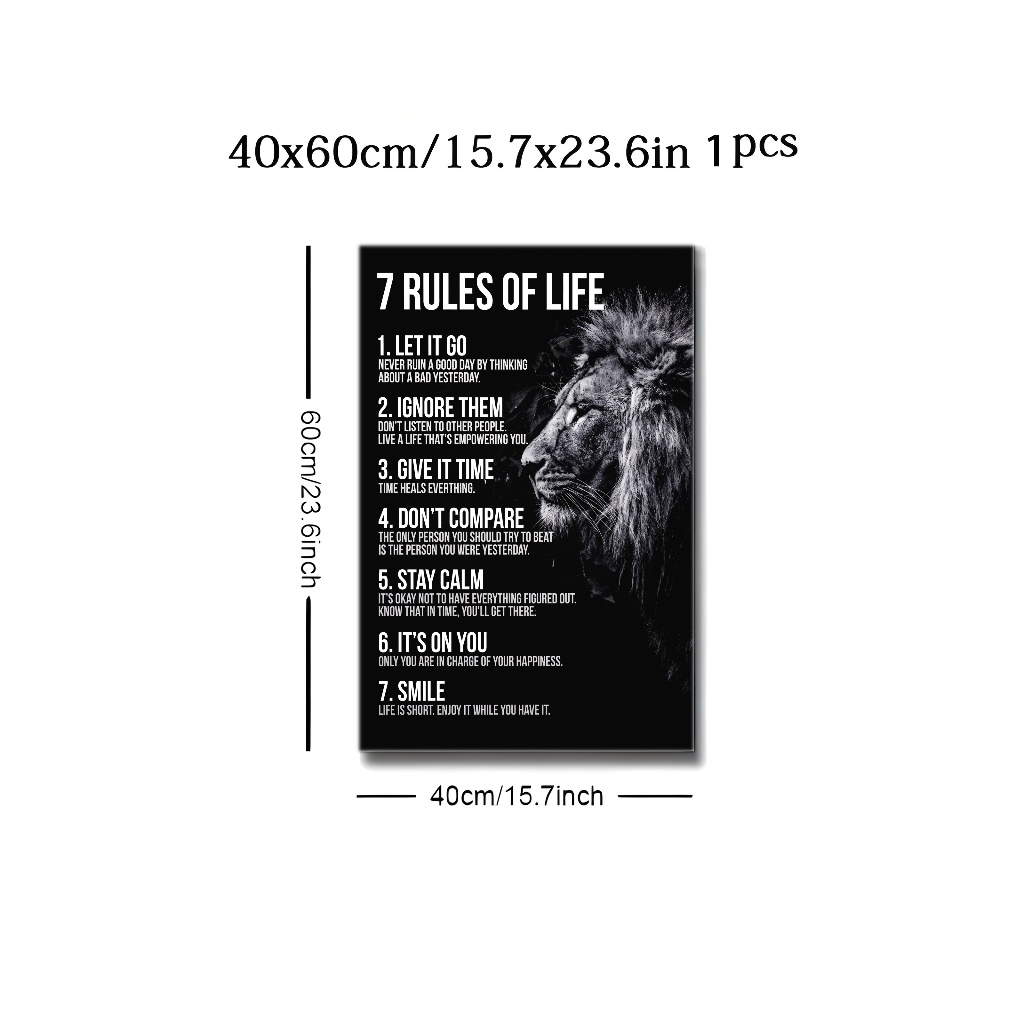 40x60cm/15.7x23.6in 1pcs
7 RULES OF LIFE
1. LET IT GO
NEVER RUIN A GOOD DAY BY THINKING
ABOUT A BAD YESTERDAY.
2. IGNORE THEM
DON'T LISTEN TO OTHER PEOPLE.
LIVE A LIFE THAT'S EMPOWERING YOU.
3. GIVE IT TIME
TIME HEALS EVERTHING.
4. DON'T COMPARE
THE ONLY PERSON YOU SHOULD TRY TO BEAT
IS THE PERSON YOU WERE YESTERDAY.
5. STAY CALM
IT'S OKAY NOT TO HAVE EVERYTHING FIGURED OUT.
KNOW THAT IN TIME, YOU'LL GET THERE.
6. IT'S ON YOU
ONLY YOU ARE IN CHARGE OF YOUR HAPPINESS.
7. SMILE
LIFE IS SHORT. ENJOY IT WHILE YOU HAVE IT.
60cm/23.6inch
40cm/15.7inch